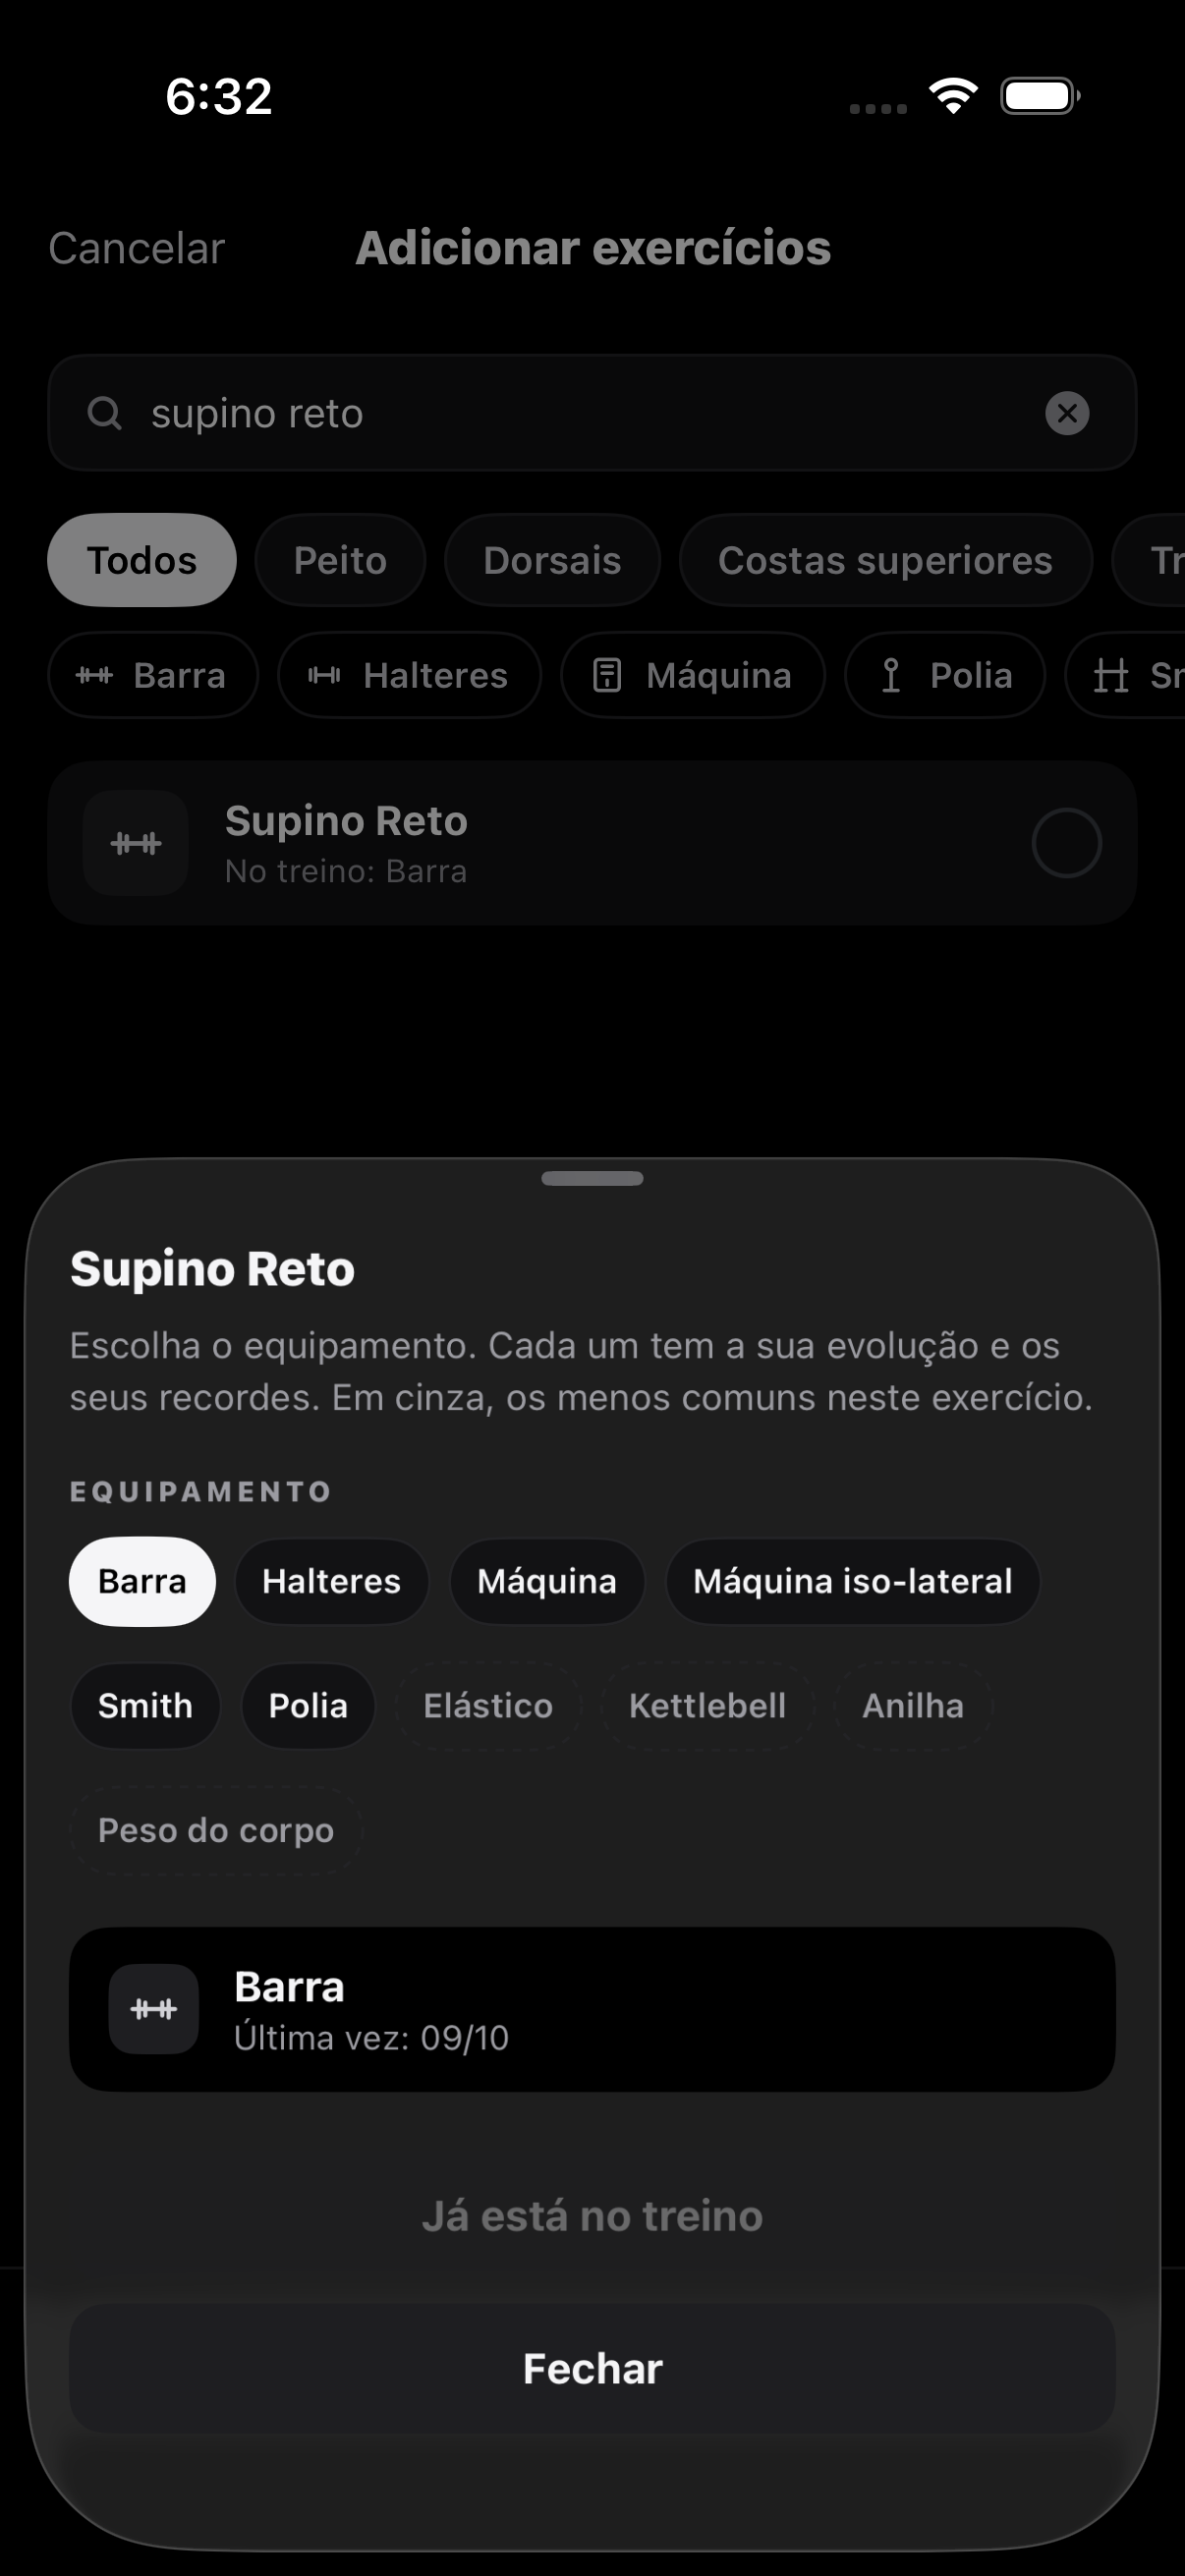 6:32
Cancelar
Adicionar exercícios
supino reto
Todos
Peito
Dorsais
Costas superiores
Tr
Barra
Halteres
Máquina
Polia
Sm
Supino Reto
No treino: Barra
Supino Reto
Escolha o equipamento. Cada um tem a sua evolução e os
seus recordes. Em cinza, os menos comuns neste exercício.
EQUIPAMENTO
Barra
Halteres
Máquina
Máquina iso-lateral
Smith
Polia
Elástico
Kettlebell
Anilha
Peso do corpo
Barra
Última vez: 09/10
Já está no treino
Fechar